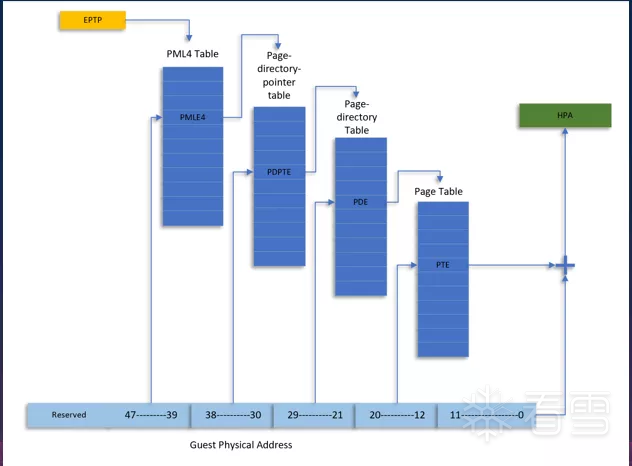 EPTP
PML4 Table
Page-
directory-
pointer
table
Page-
directory
Table
Page Table
HPA
PMLE4
PDPTE
PDE
PTE
Reserved
47---------39
38---------30
29---------21
20----------12
11---------------0
Guest Physical Address
看雪